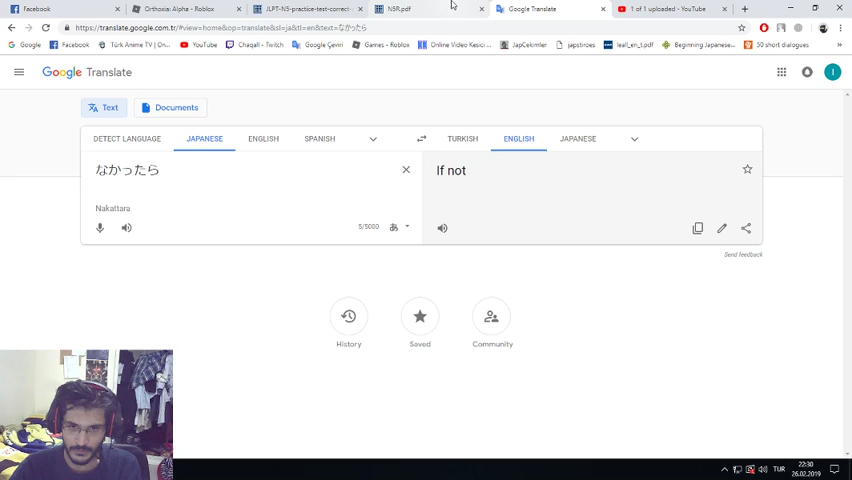 Facebook
Orthoxia: Alpha - Roblox
JLPT-N5-practice-test-correct-
N5R.pdf
Google Translate
1 of 1 uploaded - YouTube
https://translate.google.com.tr/#view=home&op=translate&sl=ja&tl=en&text=なかったら
Google
Facebook
Türk Anime TV | On...
YouTube
Chaqall - Twitch
Google Çeviri
Games - Roblox
Online Video Kesici...
JapÇekimler
japstroes
leall_en_t.pdf
Beginning Japanese...
50 short dialogues
Google Translate
Text
Documents
DETECT LANGUAGE
JAPANESE
ENGLISH
SPANISH
TURKISH
ENGLISH
JAPANESE
なかったら
If not
Nakattara
5/5000
あ
Send feedback
History
Saved
Community
TUR
22:30
26.02.2019